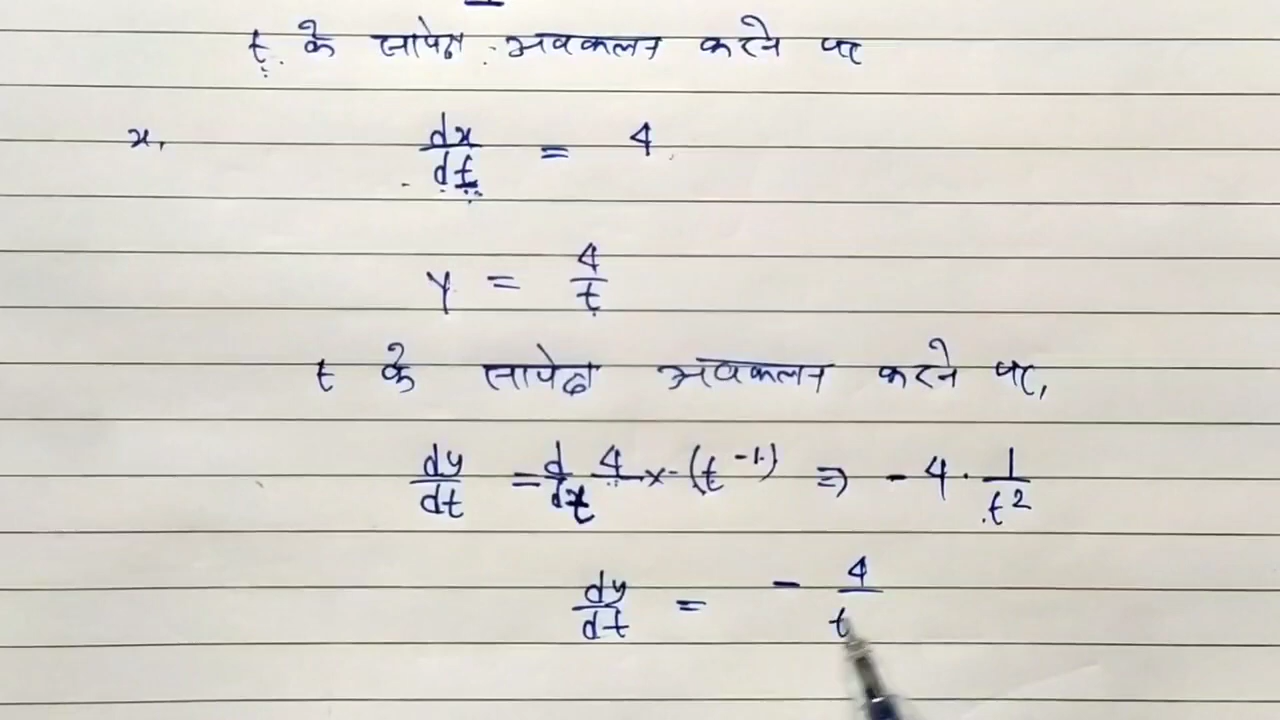 t के सापेक्ष अवकलन करने पर
x, dx/dt = 4
y = 4/t
t के सापेक्ष अवकलन करने पर,
dy/dt = d/dt 4 x -(t⁻¹) ⇒ -4 · 1/t²
dy/dt = - 4/t